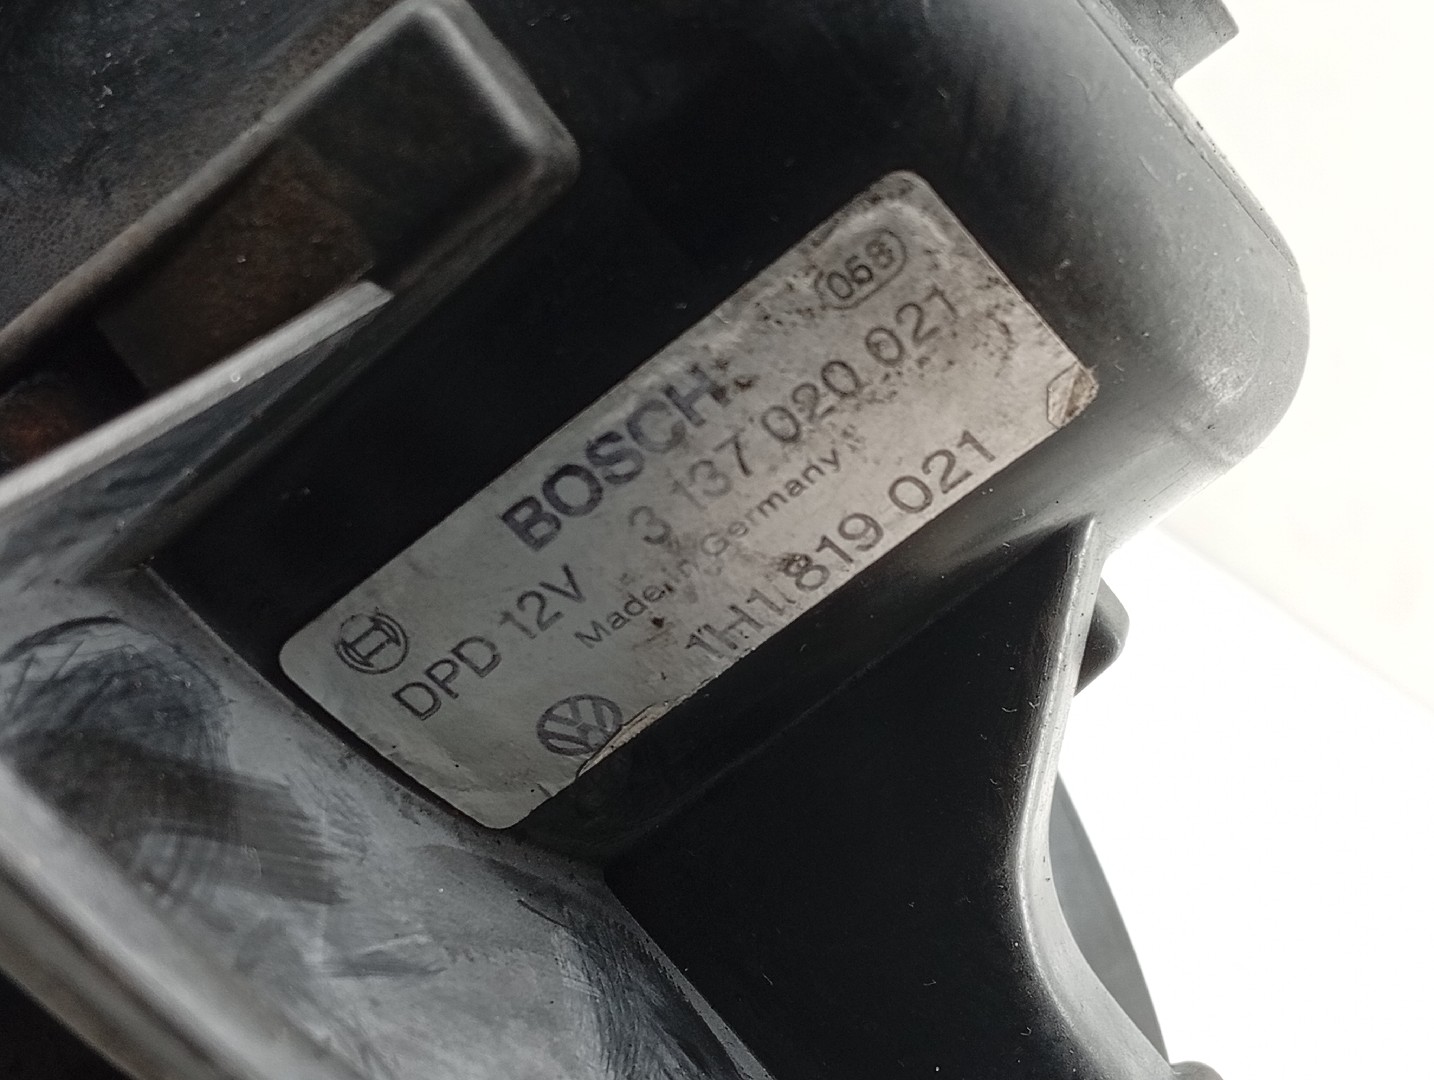 068
BOSCH
DPD 12V 3 137 020 021
Made in Germany
1H1 819 021